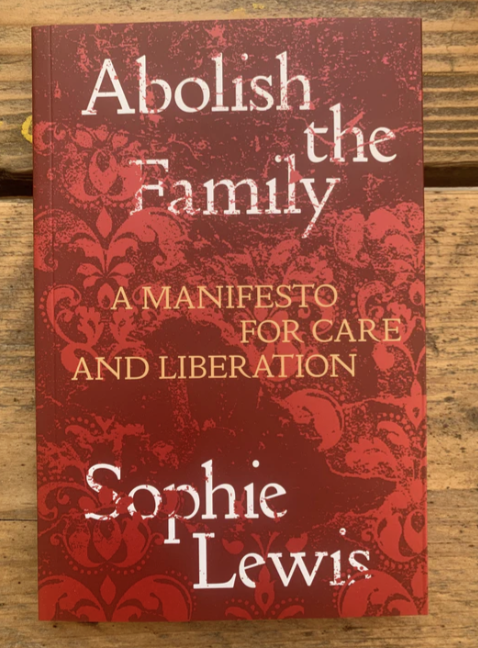 Abolish
the
Family
A MANIFESTO
FOR CARE
AND LIBERATION
Sophie
Lewis